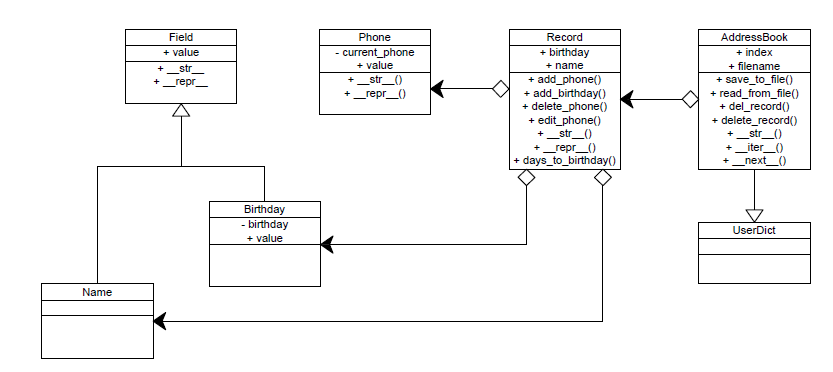 Field
+ value
+ __str__
+ __repr__
Phone
- current_phone
+ value
+ __str__()
+ __repr__()
Record
+ birthday
+ name
+ add_phone()
+ add_birthday()
+ delete_phone()
+ edit_phone()
+ __str__()
+ __repr__()
+ days_to_birthday()
AddressBook
+ index
+ filename
+ save_to_file()
+ read_from_file()
+ del_record()
+ delete_record()
+ __str__()
+ __iter__()
+ __next__()
Birthday
- birthday
+ value
UserDict
Name